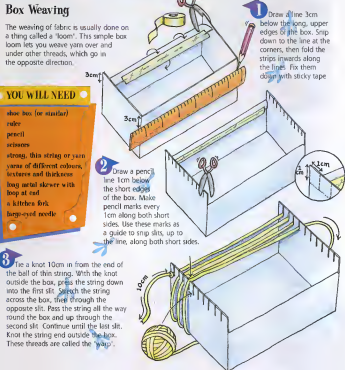 Box Weaving
The weaving of fabric is usually done on
a thing called a 'loom'. This simple box
loom lets you weave yarn over and
under other threads, which go in
the opposite direction.
YOU WILL NEED
shoe box (or similar)
ruler
pencil
scissors
strong, thin string or yarn
yarns of different colours,
textures and thickness
long metal skewer with
loop at end
a kitchen fork
large-eyed needle
1 Draw a line 3cm
below the long, upper
edges of the box. Snip
down to the line at the
corners, then fold the
strips inwards along
the lines. Fix them
down with sticky tape
3cm
3cm
2 Draw a pencil
line 3cm below
the short edges
of the box. Make
pencil marks every
1cm along both short
sides. Use these marks as
a guide to snip slits, up to
the line, along both short sides.
1cm
cm
3 Tie a knot 10cm in from the end of
the ball of thin string. With the knot
outside the box, press the string down
into the first slit. Stretch the string
across the box, then through the
opposite slit. Pass the string all the way
round the box and up through the
second slit. Continue until the last slit.
Knot the string end outside the box.
These threads are called the 'warp'.
10cm